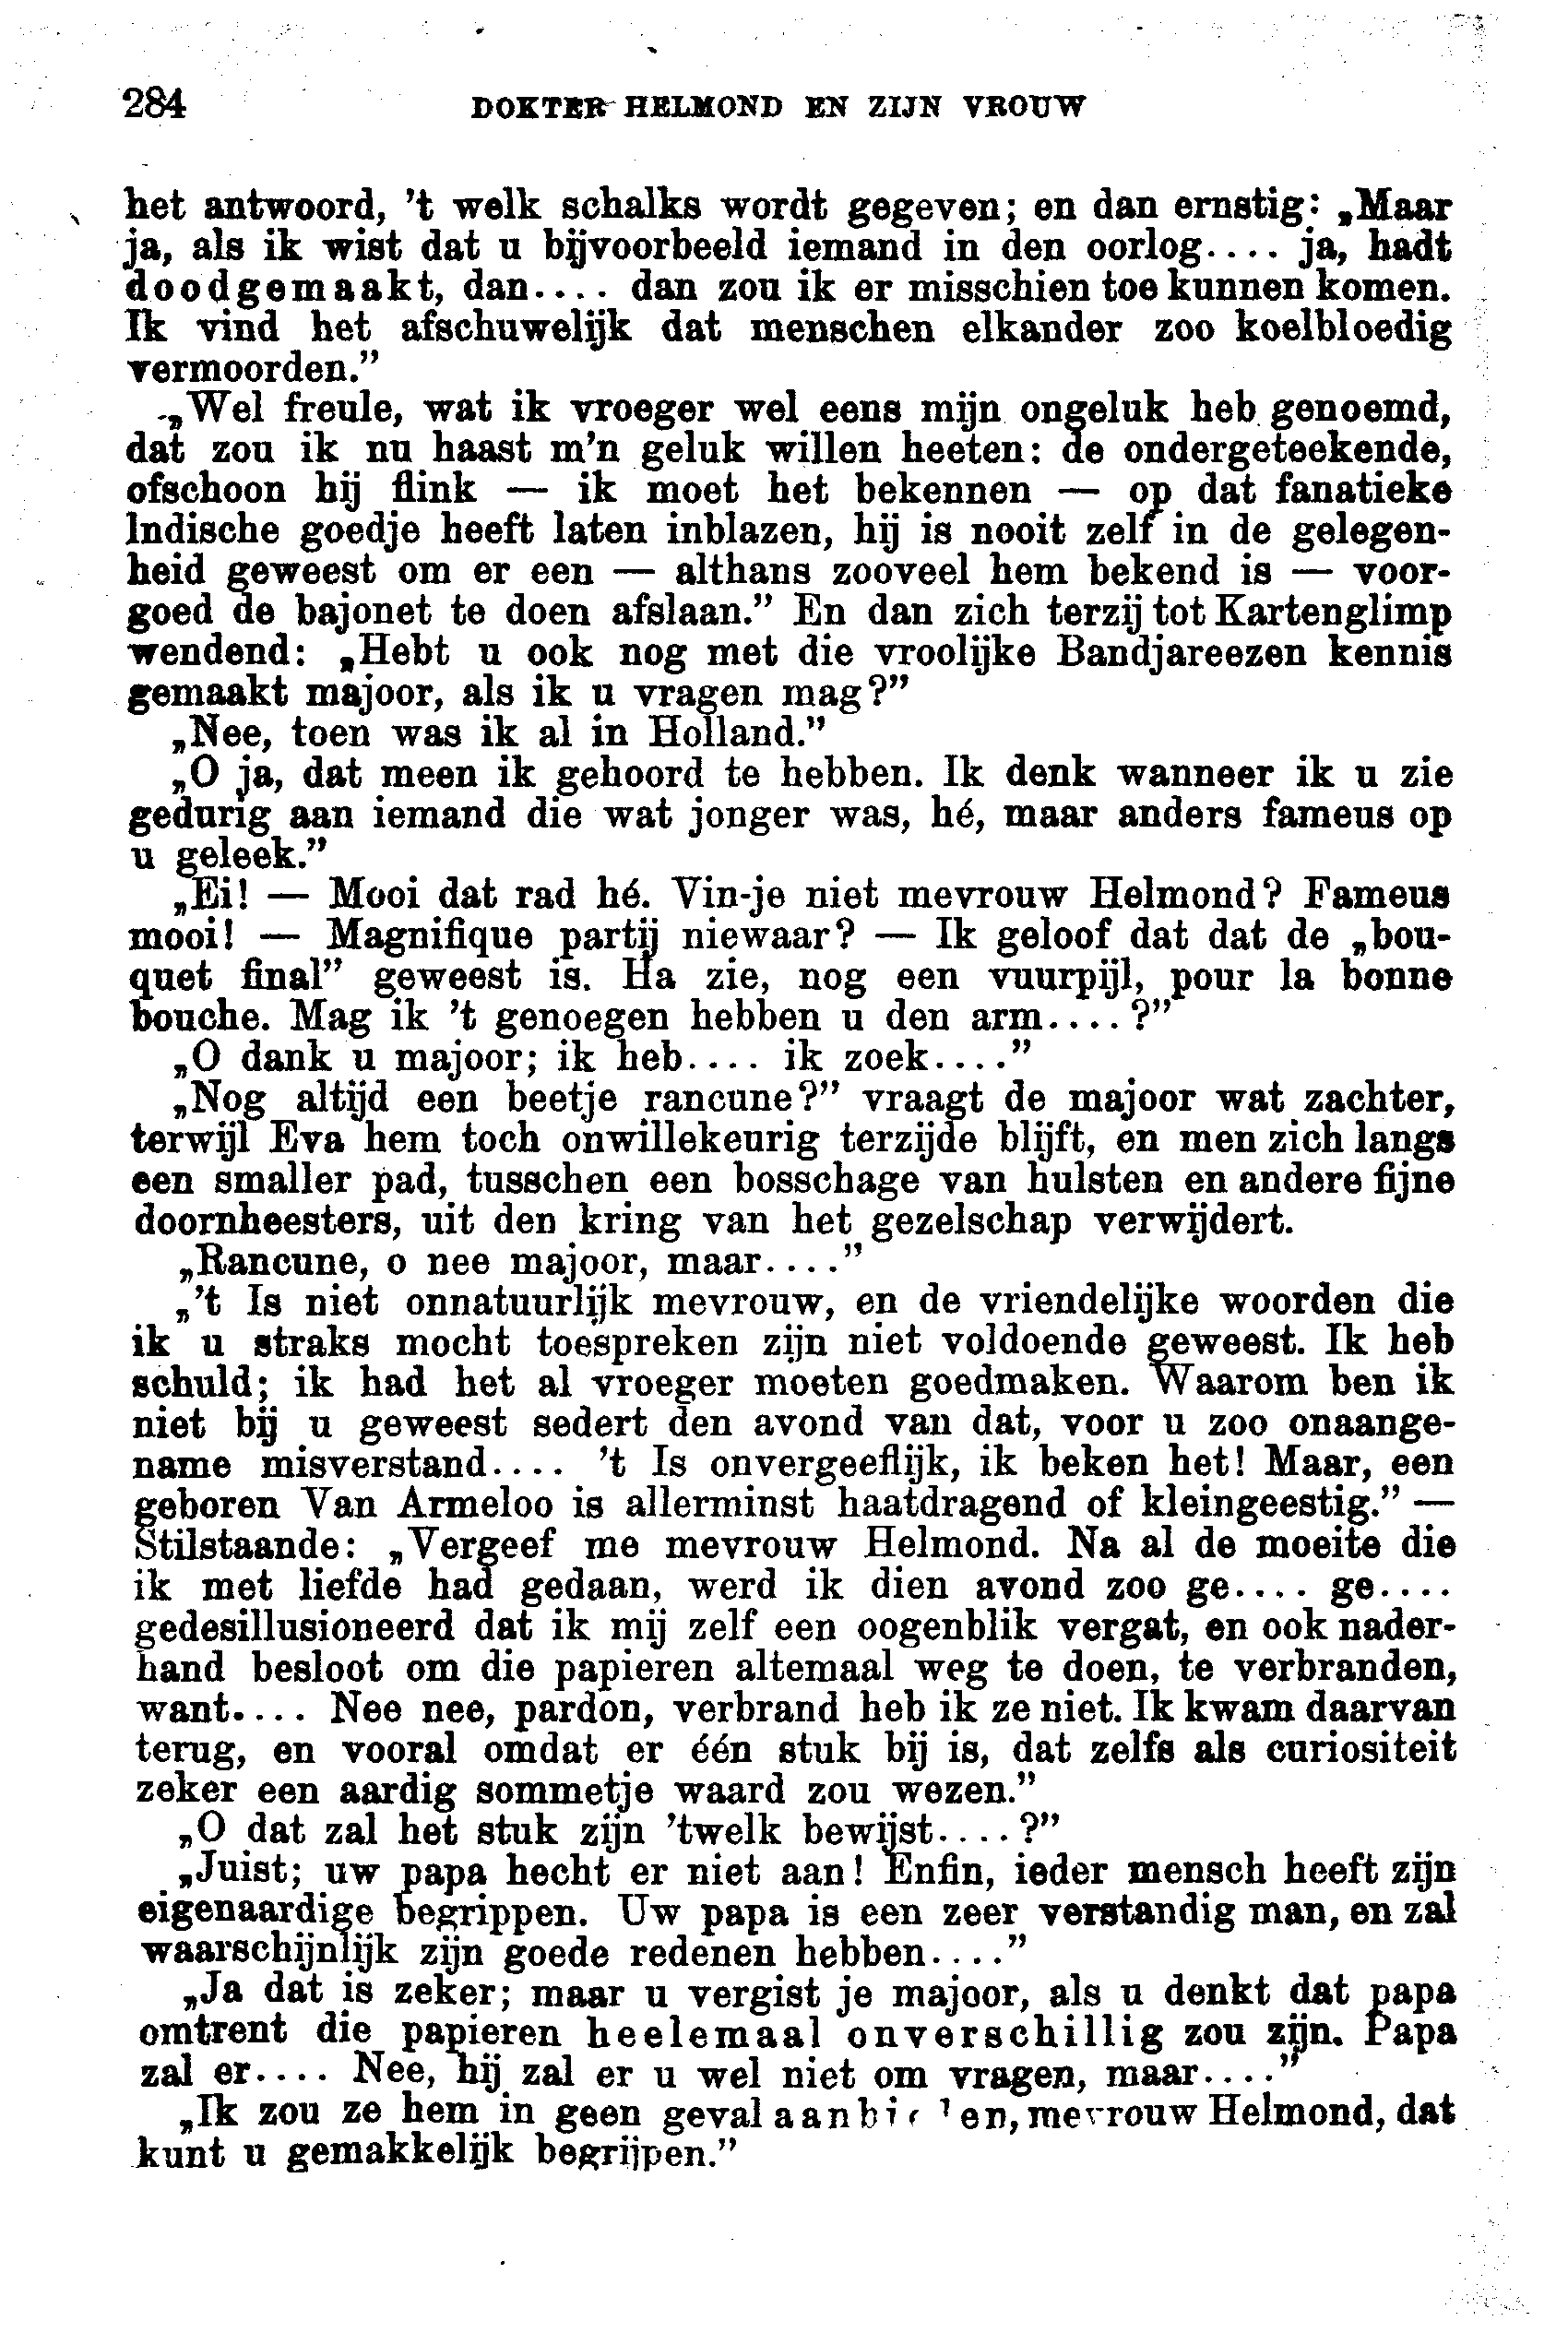 284 DOKTER HELMOND EN ZIJN VROUW
het antwoord, 't welk schalks wordt gegeven; en dan ernstig: „Maar
ja, als ik wist dat u bijvoorbeeld iemand in den oorlog.... ja, hadt
doodgemaakt, dan.... dan zou ik er misschien toe kunnen komen.
Ik vind het afschuwelijk dat menschen elkander zoo koelbloedig
vermoorden.”
„Wel freule, wat ik vroeger wel eens mijn ongeluk heb genoemd,
dat zou ik nu haast m'n geluk willen heeten: de ondergeteekende,
ofschoon hij flink — ik moet het bekennen — op dat fanatieke
Indische goedje heeft laten inblazen, hij is nooit zelf in de gelegen-
heid geweest om er een — althans zooveel hem bekend is — voor-
goed de bajonet te doen afslaan.” En dan zich terzij tot Kartenglimp
wendend: „Hebt u ook nog met die vroolijke Bandjareezen kennis
gemaakt majoor, als ik u vragen mag?”
„Nee, toen was ik al in Holland.”
„O ja, dat meen ik gehoord te hebben. Ik denk wanneer ik u zie
gedurig aan iemand die wat jonger was, hé, maar anders fameus op
u geleek.”
„Ei! — Mooi dat rad hé. Vin-je niet mevrouw Helmond? Fameus
mooi! — Magnifique partij niewaar? — Ik geloof dat dat de „bou-
quet final” geweest is. Ha zie, nog een vuurpijl, pour la bonne
bouche. Mag ik 't genoegen hebben u den arm....?”
„O dank u majoor; ik heb.... ik zoek....”
„Nog altijd een beetje rancune?” vraagt de majoor wat zachter,
terwijl Eva hem toch onwillekeurig terzijde blijft, en men zich langs
een smaller pad, tusschen een bosschage van hulsten en andere fijne
doornheesters, uit den kring van het gezelschap verwijdert.
„Rancune, o nee majoor, maar....”
„'t Is niet onnatuurlijk mevrouw, en de vriendelijke woorden die
ik u straks mocht toespreken zijn niet voldoende geweest. Ik heb
schuld; ik had het al vroeger moeten goedmaken. Waarom ben ik
niet bij u geweest sedert den avond van dat, voor u zoo onaange-
name misverstand.... 't Is onvergeeflijk, ik beken het! Maar, een
geboren Van Armeloo is allerminst haatdragend of kleingeestig.” —
Stilstaande: „Vergeef me mevrouw Helmond. Na al de moeite die
ik met liefde had gedaan, werd ik dien avond zoo ge.... ge....
gedesillusioneerd dat ik mij zelf een oogenblik vergat, en ook nader-
hand besloot om die papieren altemaal weg te doen, te verbranden,
want.... Nee nee, pardon, verbrand heb ik ze niet. Ik kwam daarvan
terug, en vooral omdat er één stuk bij is, dat zelfs als curiositeit
zeker een aardig sommetje waard zou wezen.”
„O dat zal het stuk zijn 'twelk bewijst....?”
„Juist; uw papa hecht er niet aan! Enfin, ieder mensch heeft zijn
eigenaardige begrippen. Uw papa is een zeer verstandig man, en zal
waarschijnlijk zijn goede redenen hebben....”
„Ja dat is zeker; maar u vergist je majoor, als u denkt dat papa
omtrent die papieren heelemaal onverschillig zou zijn. Papa
zal er.... Nee, hij zal er u wel niet om vragen, maar....”
„Ik zou ze hem in geen geval aanbieden, mevrouw Helmond, dat
kunt u gemakkelijk begrijpen.”